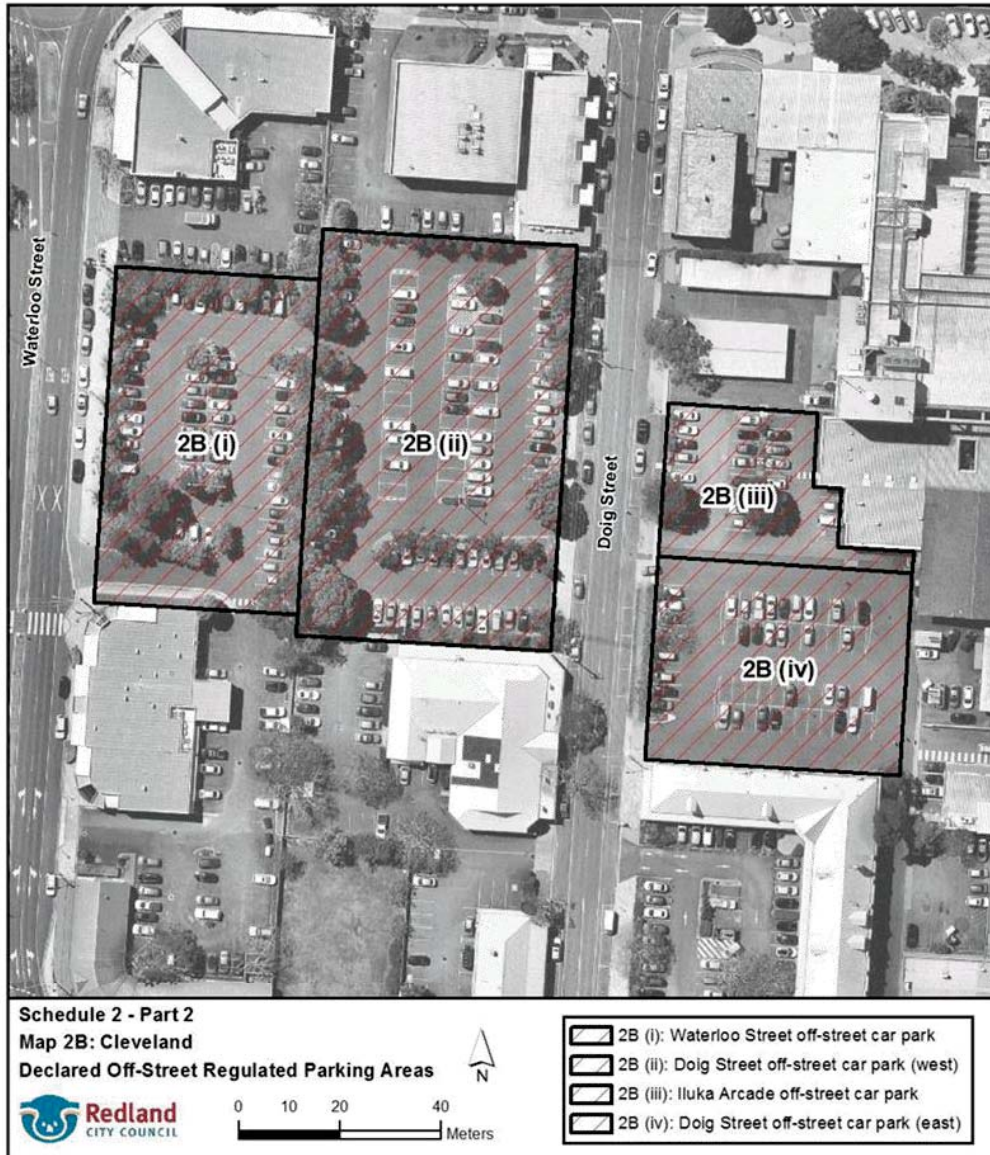 Waterloo Street
2B (i)
2B (ii)
Doig Street
2B (iii)
2B (iv)
Schedule 2 - Part 2
Map 2B: Cleveland
Declared Off-Street Regulated Parking Areas
N
Redland
CITY COUNCIL
0 10 20 40
Meters
2B (i): Waterloo Street off-street car park
2B (ii): Doig Street off-street car park (west)
2B (iii): Iluka Arcade off-street car park
2B (iv): Doig Street off-street car park (east)